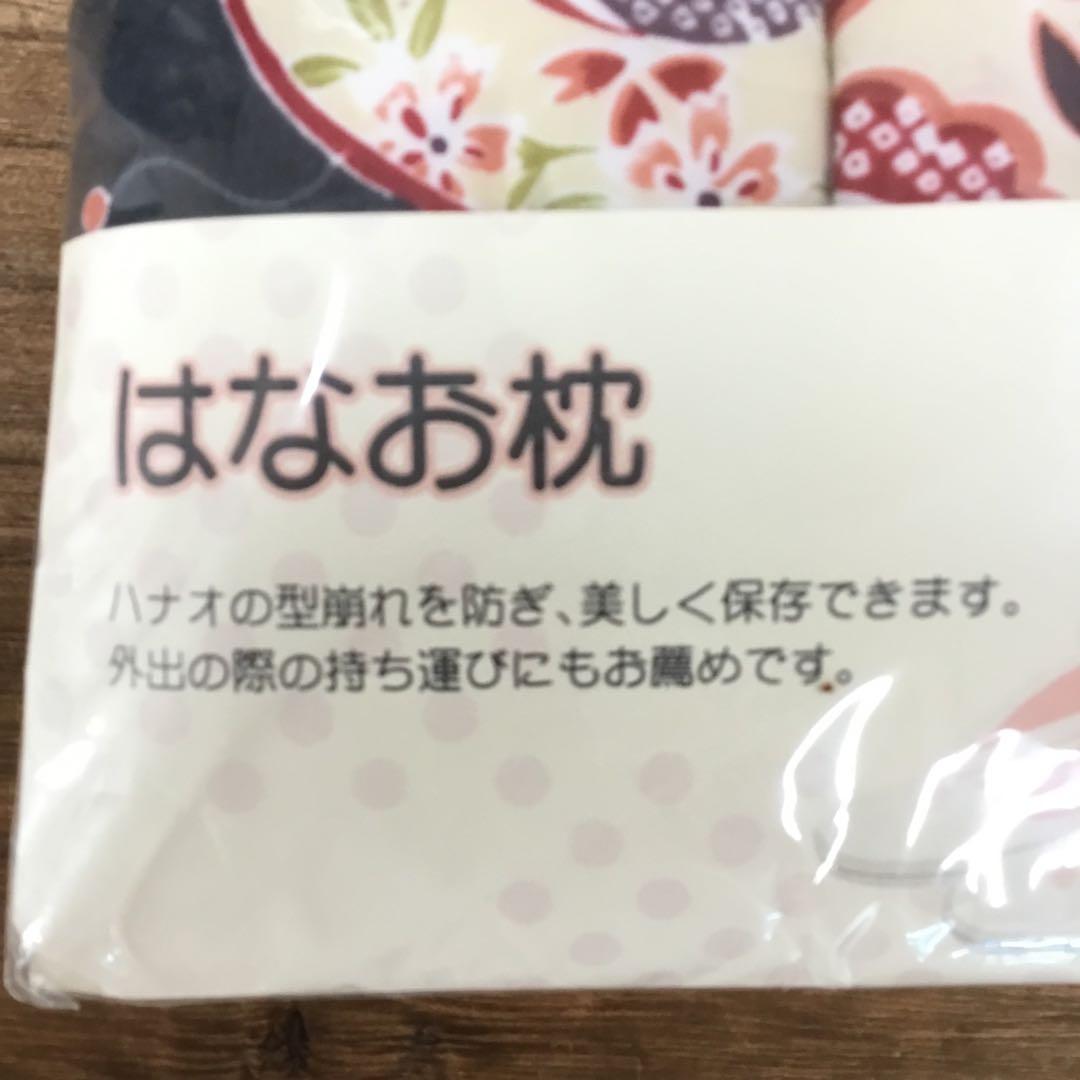 はなお枕
ハナオの型崩れを防ぎ、美しく保存できます。
外出の際の持ち運びにもお薦めです。